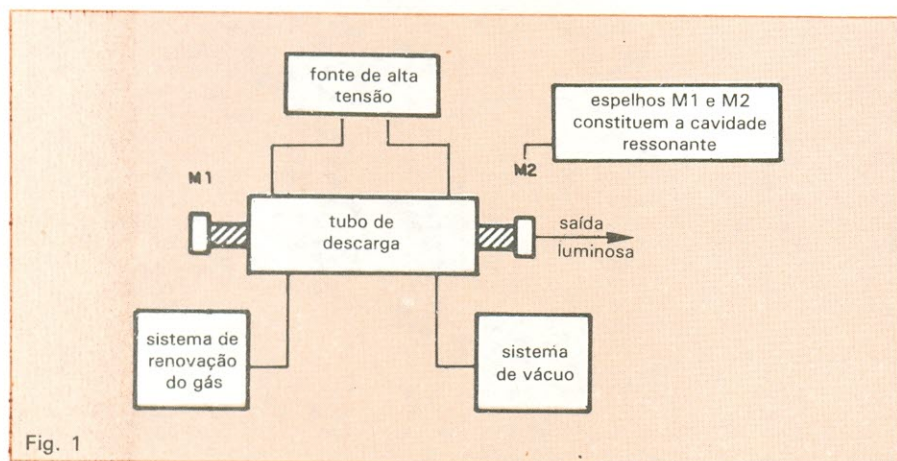 fonte de alta
tensão
espelhos M1 e M2
constituem a cavidade
ressonante
M1
M2
tubo de
descarga
saída
luminosa
sistema de
renovação
do gás
sistema
de vácuo
Fig. 1